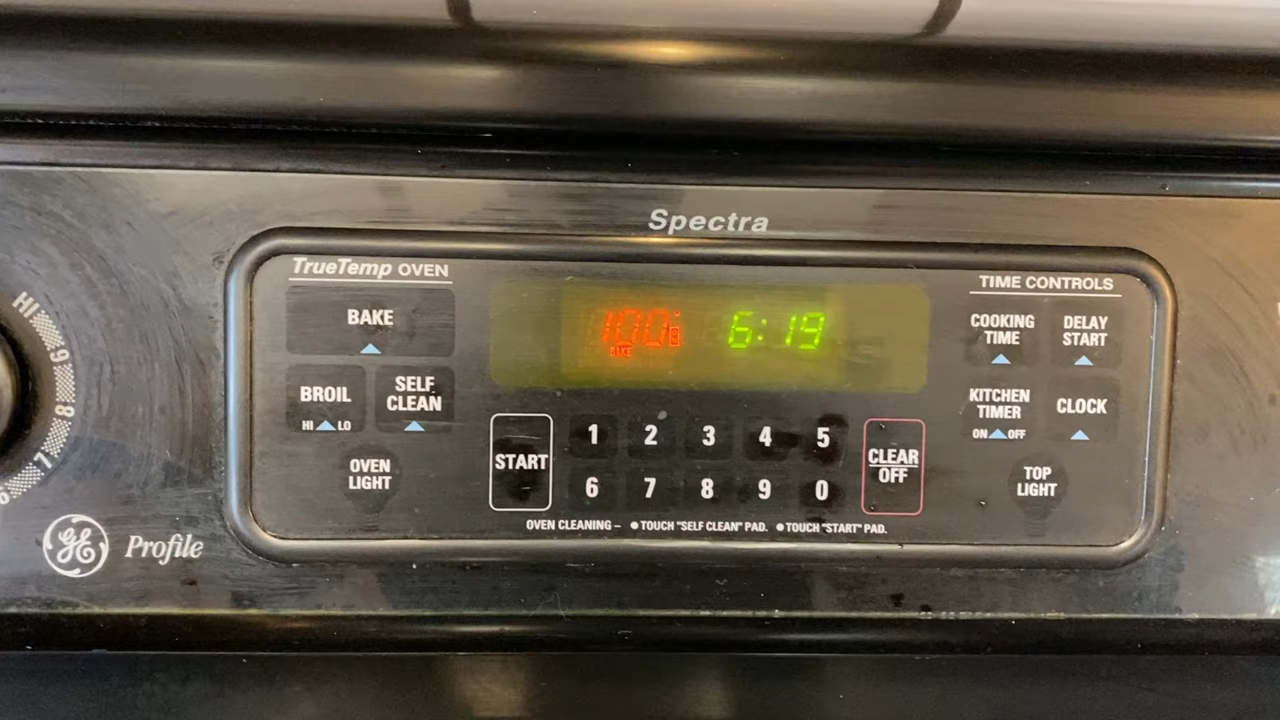 Spectra
TrueTemp OVEN
BAKE
BROIL
HI LO
SELF
CLEAN
OVEN
LIGHT
100°
BAKE
6:19
START
1 2 3 4 5
6 7 8 9 0
CLEAR
OFF
OVEN CLEANING – • TOUCH "SELF CLEAN" PAD. • TOUCH "START" PAD.
TIME CONTROLS
COOKING
TIME
DELAY
START
KITCHEN
TIMER
ON OFF
CLOCK
TOP
LIGHT
HI
9
8
7
GE Profile